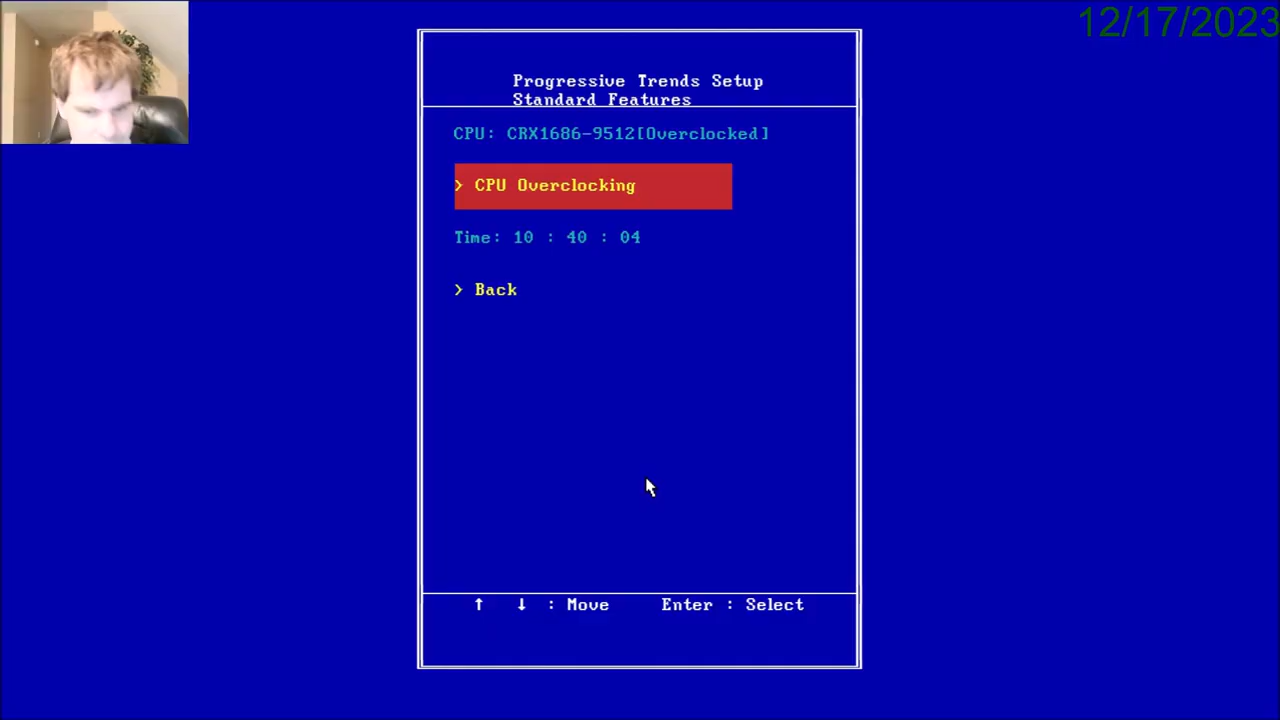 12/17/2023
Progressive Trends Setup
Standard Features
CPU: CRX1686-9512[Overclocked]
> CPU Overclocking
Time: 10 : 40 : 04
> Back
↑ ↓ : Move Enter : Select